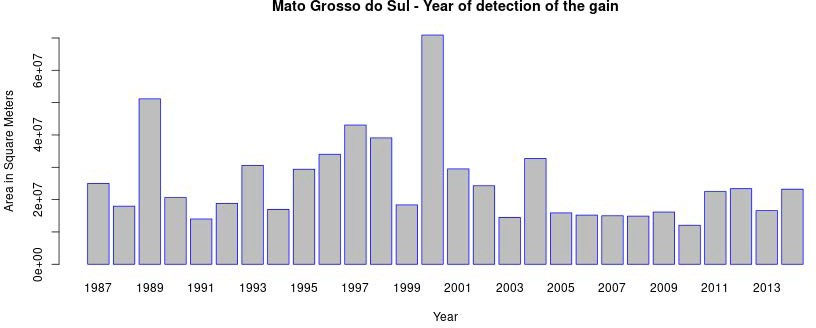 Mato Grosso do Sul - Year of detection of the gain
Area in Square Meters
6e+07
4e+07
2e+07
0e+00
1987 1989 1991 1993 1995 1997 1999 2001 2003 2005 2007 2009 2011 2013
Year